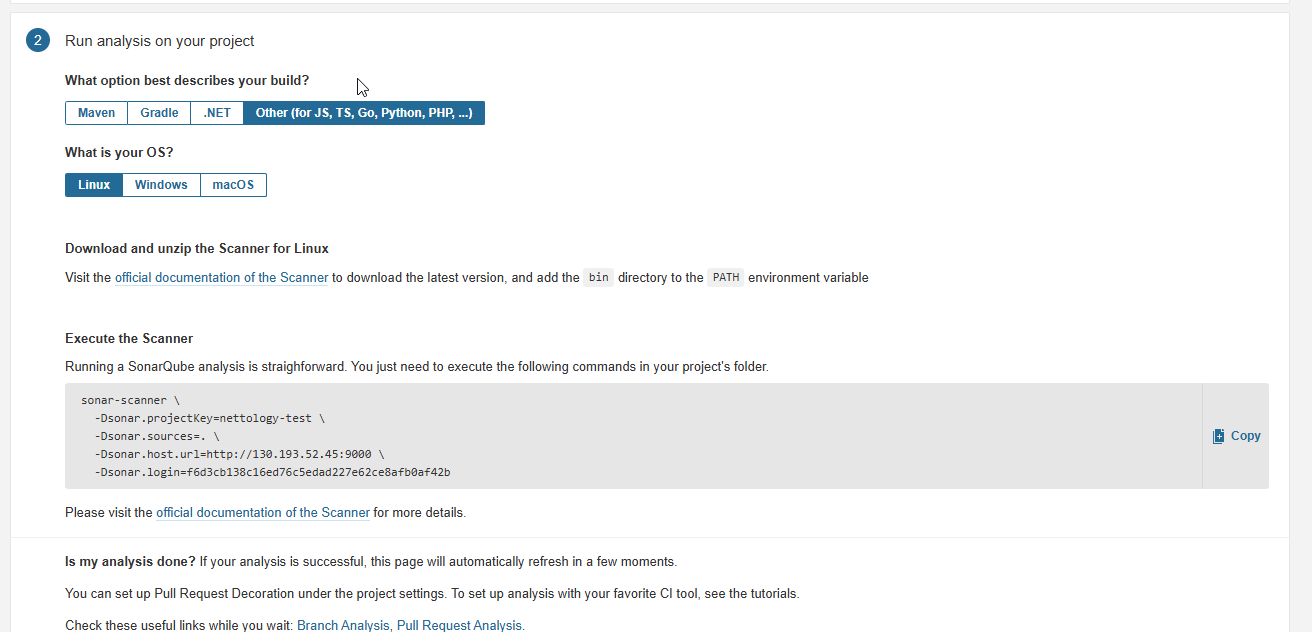 2 Run analysis on your project
What option best describes your build?
Maven Gradle .NET Other (for JS, TS, Go, Python, PHP, ...)
What is your OS?
Linux Windows macOS
Download and unzip the Scanner for Linux
Visit the official documentation of the Scanner to download the latest version, and add the bin directory to the PATH environment variable
Execute the Scanner
Running a SonarQube analysis is straighforward. You just need to execute the following commands in your project's folder.
sonar-scanner \
-Dsonar.projectKey=nettology-test \
-Dsonar.sources=. \
-Dsonar.host.url=http://130.193.52.45:9000 \
-Dsonar.login=f6d3cb138c16ed76c5edad227e62ce8afb0af42b
Copy
Please visit the official documentation of the Scanner for more details.
Is my analysis done? If your analysis is successful, this page will automatically refresh in a few moments.
You can set up Pull Request Decoration under the project settings. To set up analysis with your favorite CI tool, see the tutorials.
Check these useful links while you wait: Branch Analysis, Pull Request Analysis.